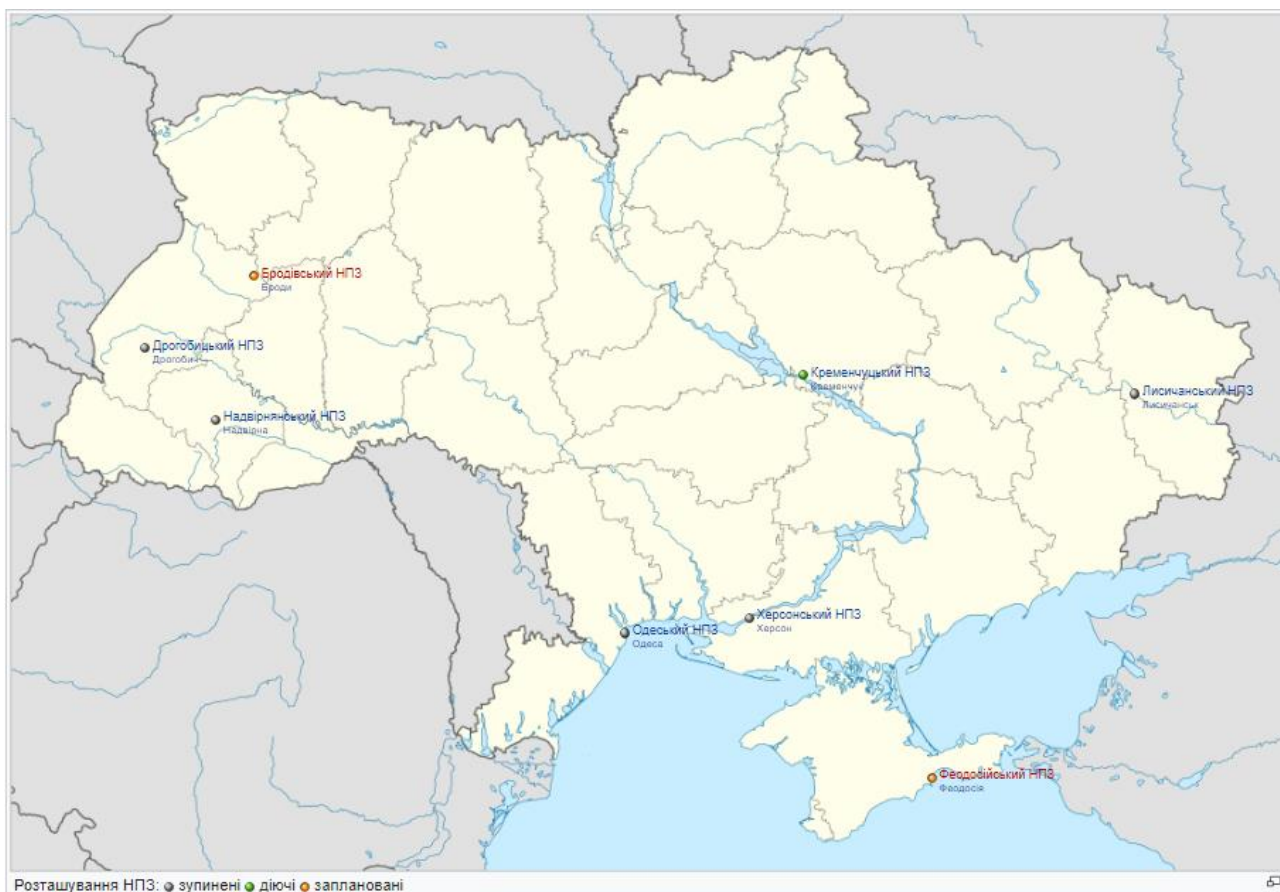 Бродівський НПЗ
Броди
Дрогобицький НПЗ
Дрогобич
Кременчуцький НПЗ
Кременчук
Лисичанський НПЗ
Лисичанськ
Надвірнянський НПЗ
Надвірна
Херсонський НПЗ
Херсон
Одеський НПЗ
Одеса
Феодосійський НПЗ
Феодосія
Розташування НПЗ: зупинені діючі заплановані